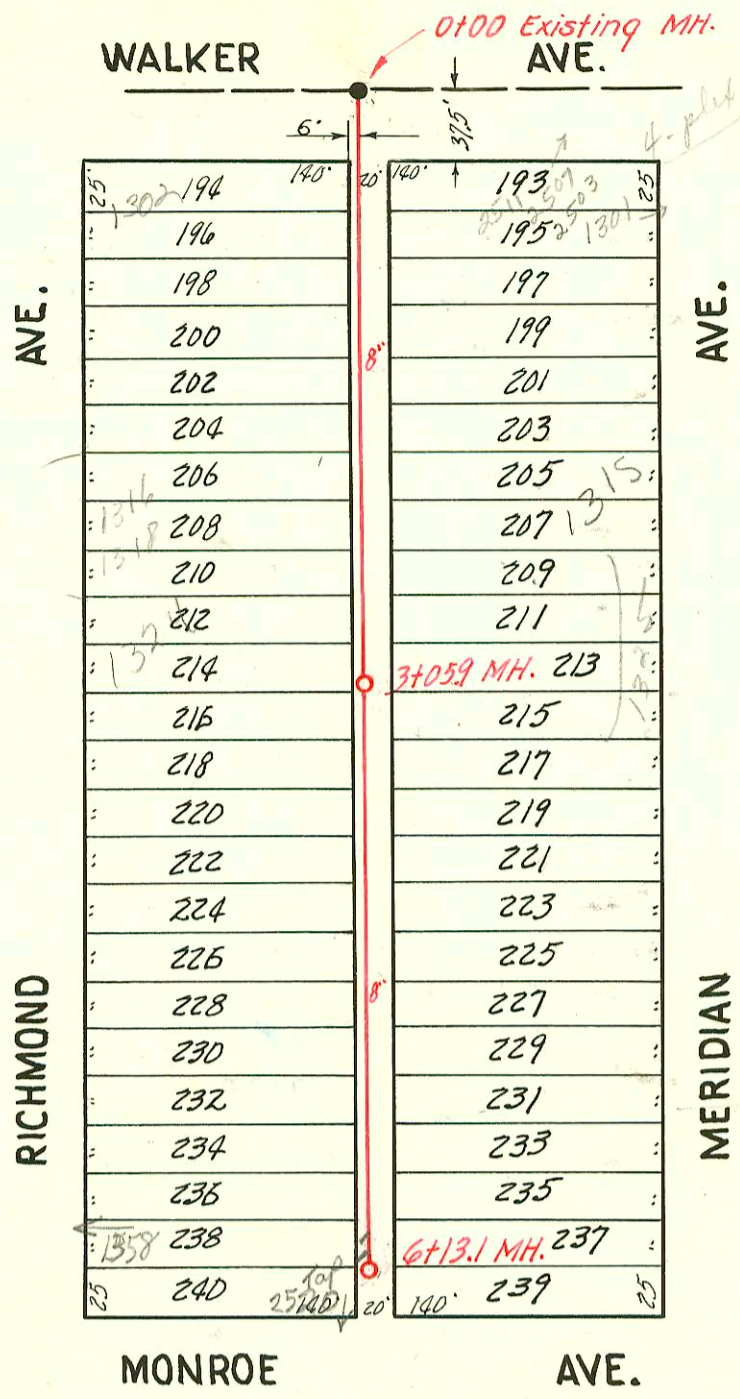 0+00 Existing MH.
WALKER AVE.
6' 37.5'
4-plex
25' 194 140' 20' 140' 193 25
1302 2511 2507 2503
196 195 1301
198 197
AVE. AVE.
200 199
8"
202 201
204 203
206 205
1315
1316
208 207
1318
210 209
212 211
1324
214 3+05.9 MH. 213
216 215
218 217
220 219
222 221
224 223
226 225
RICHMOND MERIDIAN
228 8" 227
230 229
232 231
234 233
236 235
1358 238 6+13.1 MH. 237
Tap
25 240 140' 20' 140' 239 25
MONROE AVE.